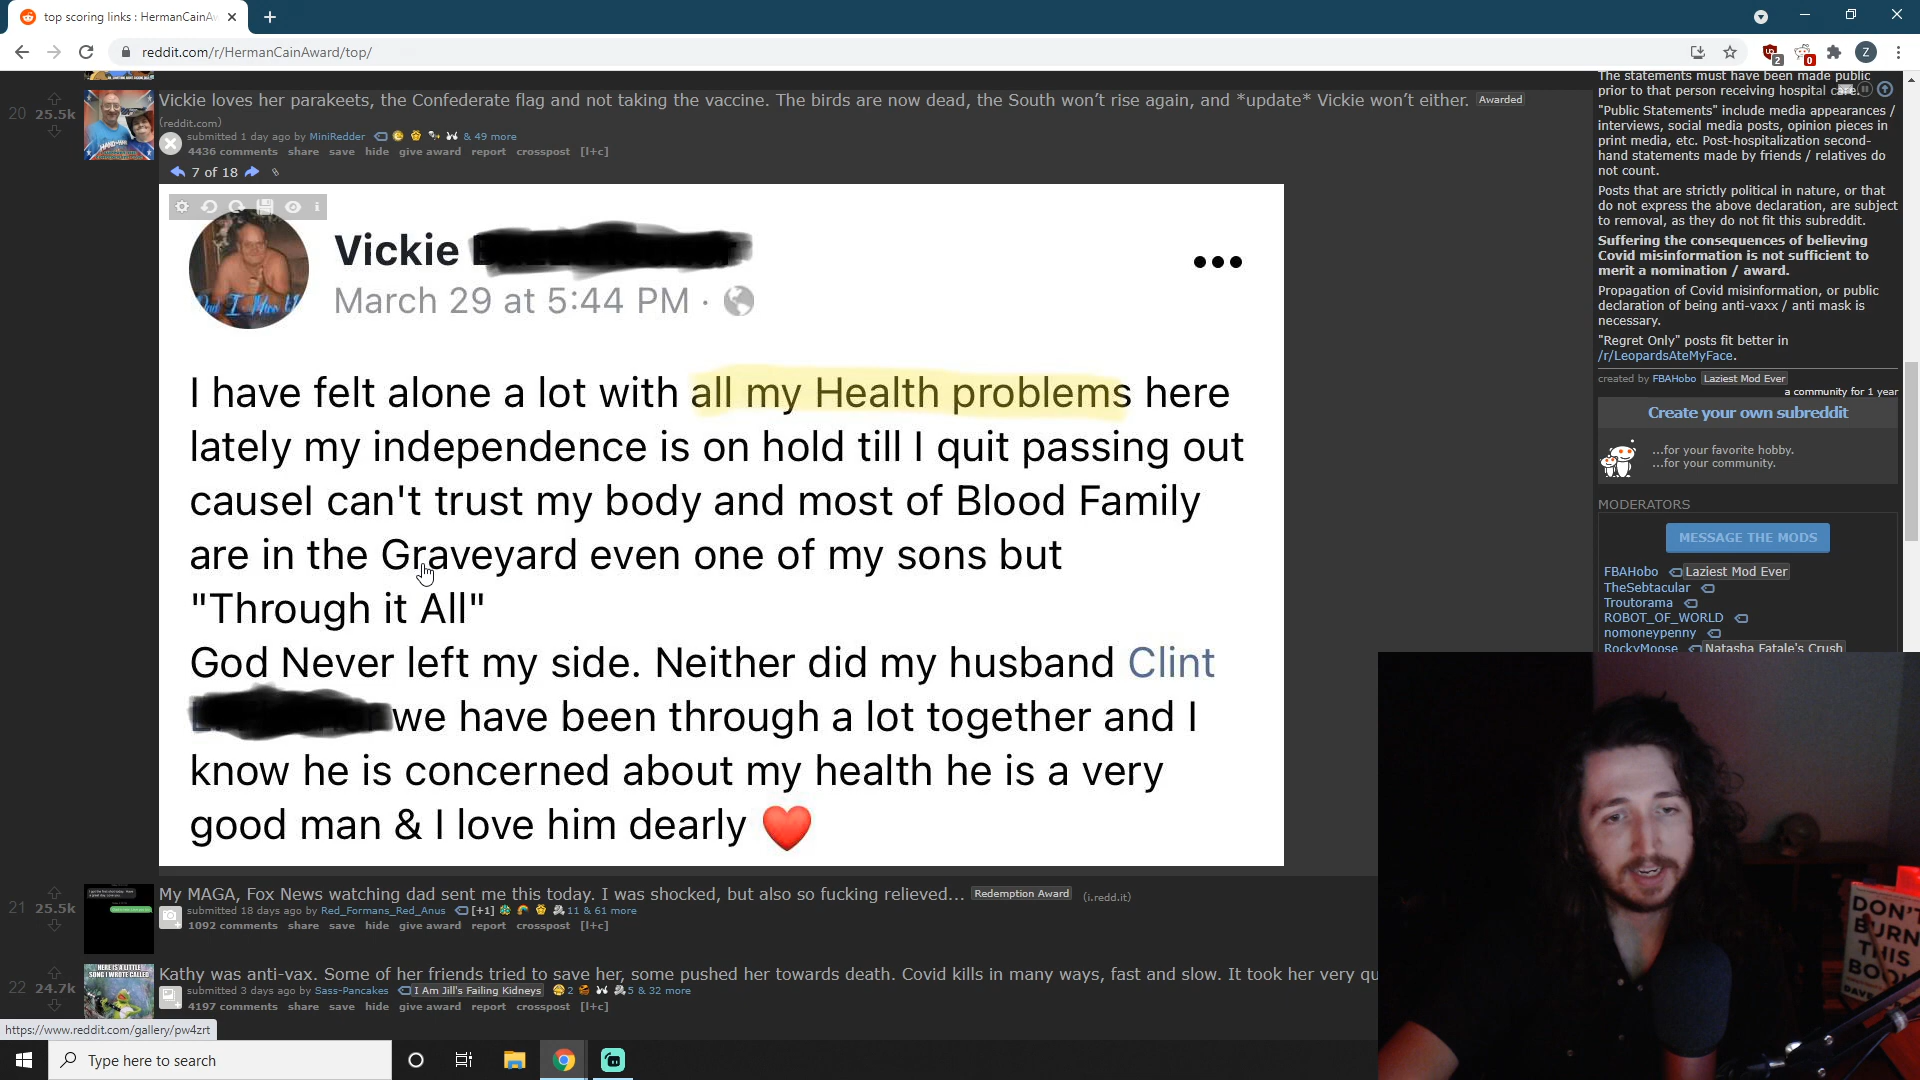 top scoring links : HermanCainAw
reddit.com/r/HermanCainAward/top/
2
0
Z
20
25.5k
Vickie loves her parakeets, the Confederate flag and not taking the vaccine. The birds are now dead, the South won’t rise again, and *update* Vickie won’t either. Awarded
(reddit.com)
submitted 1 day ago by MiniRedder & 49 more
4436 comments share save hide give award report crosspost [l+c]
7 of 18
Vickie
March 29 at 5:44 PM ·
I have felt alone a lot with all my Health problems here
lately my independence is on hold till I quit passing out
causeI can't trust my body and most of Blood Family
are in the Graveyard even one of my sons but
"Through it All"
God Never left my side. Neither did my husband Clint
we have been through a lot together and I
know he is concerned about my health he is a very
good man & I love him dearly
21
25.5k
My MAGA, Fox News watching dad sent me this today. I was shocked, but also so fucking relieved... Redemption Award (i.redd.it)
submitted 18 days ago by Red_Formans_Red_Anus [+1] 11 & 61 more
1092 comments share save hide give award report crosspost [l+c]
22
24.7k
HERE IS A LITTLE
SONG I WROTE CALLED
Kathy was anti-vax. Some of her friends tried to save her, some pushed her towards death. Covid kills in many ways, fast and slow. It took her very qu
submitted 3 days ago by Sass-Pancakes I Am Jill's Failing Kidneys 2 5 & 32 more
4197 comments share save hide give award report crosspost [l+c]
https://www.reddit.com/gallery/pw4zrt
Type here to search
The statements must have been made public
prior to that person receiving hospital care.
"Public Statements" include media appearances /
interviews, social media posts, opinion pieces in
print media, etc. Post-hospitalization second-
hand statements made by friends / relatives do
not count.
Posts that are strictly political in nature, or that
do not express the above declaration, are subject
to removal, as they do not fit this subreddit.
Suffering the consequences of believing
Covid misinformation is not sufficient to
merit a nomination / award.
Propagation of Covid misinformation, or public
declaration of being anti-vaxx / anti mask is
necessary.
"Regret Only" posts fit better in
/r/LeopardsAteMyFace.
created by FBAHobo Laziest Mod Ever
a community for 1 year
Create your own subreddit
...for your favorite hobby.
...for your community.
MODERATORS
MESSAGE THE MODS
FBAHobo Laziest Mod Ever
TheSebtacular
Troutorama
ROBOT_OF_WORLD
nomoneypenny
RockyMoose Natasha Fatale's Crush
DON'T
BURN
THIS
BOOK
DAVE